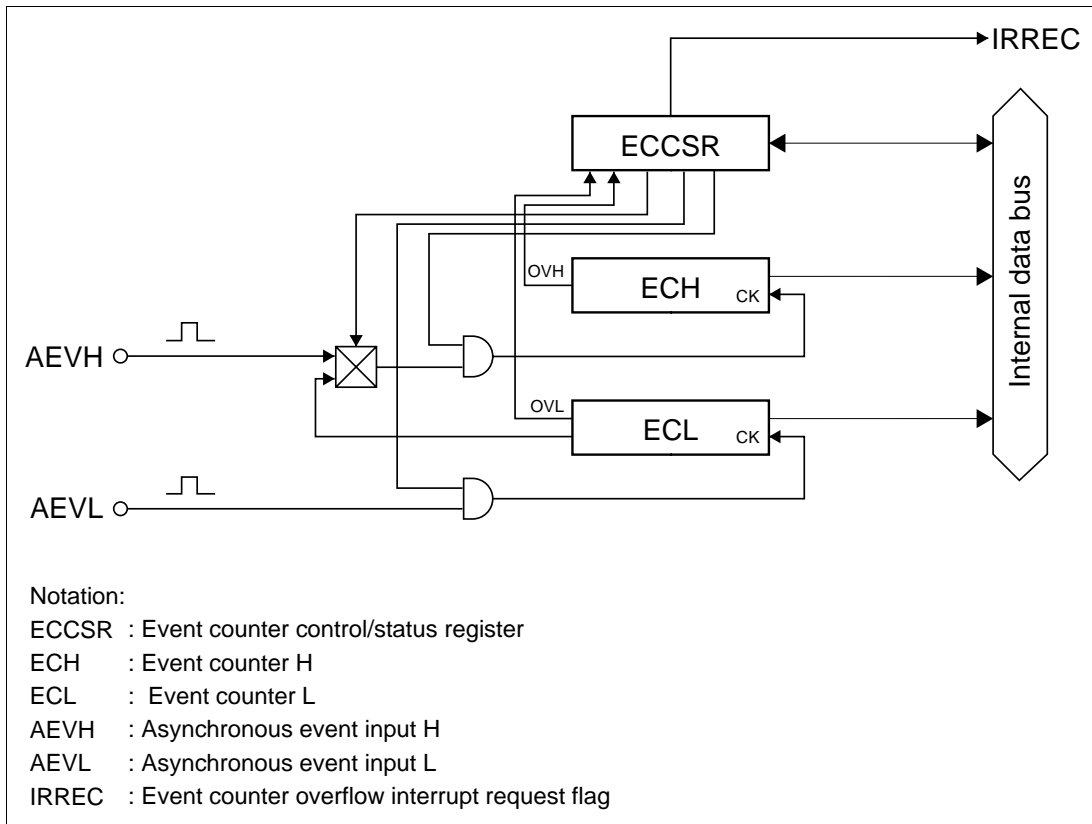 IRREC
ECCSR
Internal data bus
OVH
ECH
CK
AEVH
OVL
ECL
CK
AEVL
Notation:
ECCSR : Event counter control/status register
ECH : Event counter H
ECL : Event counter L
AEVH : Asynchronous event input H
AEVL : Asynchronous event input L
IRREC : Event counter overflow interrupt request flag